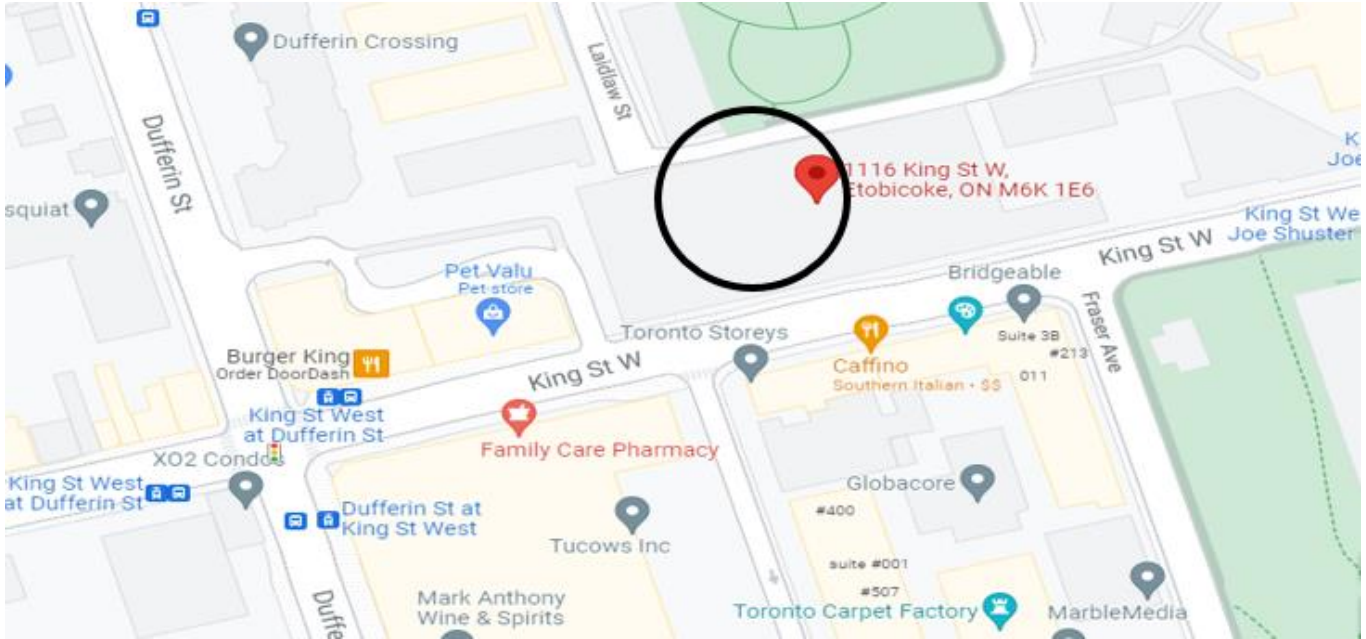 Dufferin Crossing
Laidlaw St
Dufferin St
squiat
1116 King St W,
Etobicoke, ON M6K 1E6
K
Joe
King St We
Joe Shuster
King St W
Pet Valu
Pet store
Bridgeable
Toronto Storeys
Suite 3B
#213
011
Fraser Ave
Burger King
Order DoorDash
King St W
Caffino
Southern Italian · $$
King St West
at Dufferin St
Family Care Pharmacy
XO2 Condos
King St West
at Dufferin St
Globacore
#400
Dufferin St at
King St West
Tucows Inc
suite #001
#507
Mark Anthony
Wine & Spirits
Duffe
Toronto Carpet Factory
MarbleMedia